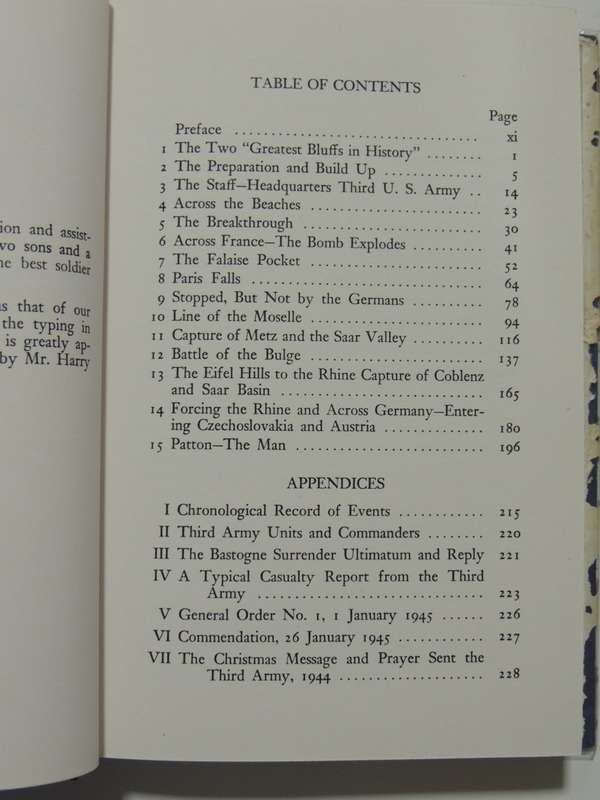 ion and assist-
wo sons and a
he best soldier
s that of our
the typing in
is greatly ap-
by Mr. Harry
TABLE OF CONTENTS
Page
Preface ................................ xi
1 The Two "Greatest Bluffs in History" ........ 1
2 The Preparation and Build Up ............. 5
3 The Staff—Headquarters Third U. S. Army .. 14
4 Across the Beaches ....................... 23
5 The Breakthrough ........................ 30
6 Across France—The Bomb Explodes .......... 41
7 The Falaise Pocket ....................... 52
8 Paris Falls ............................... 64
9 Stopped, But Not by the Germans .......... 78
10 Line of the Moselle ....................... 94
11 Capture of Metz and the Saar Valley .......... 116
12 Battle of the Bulge ....................... 137
13 The Eifel Hills to the Rhine Capture of Coblenz
and Saar Basin ........................... 165
14 Forcing the Rhine and Across Germany—Enter-
ing Czechoslovakia and Austria ............. 180
15 Patton—The Man ......................... 196
APPENDICES
I Chronological Record of Events ............ 215
II Third Army Units and Commanders ........ 220
III The Bastogne Surrender Ultimatum and Reply 221
IV A Typical Casualty Report from the Third
Army .............................. 223
V General Order No. 1, 1 January 1945 ...... 226
VI Commendation, 26 January 1945 ............ 227
VII The Christmas Message and Prayer Sent the
Third Army, 1944 .................... 228